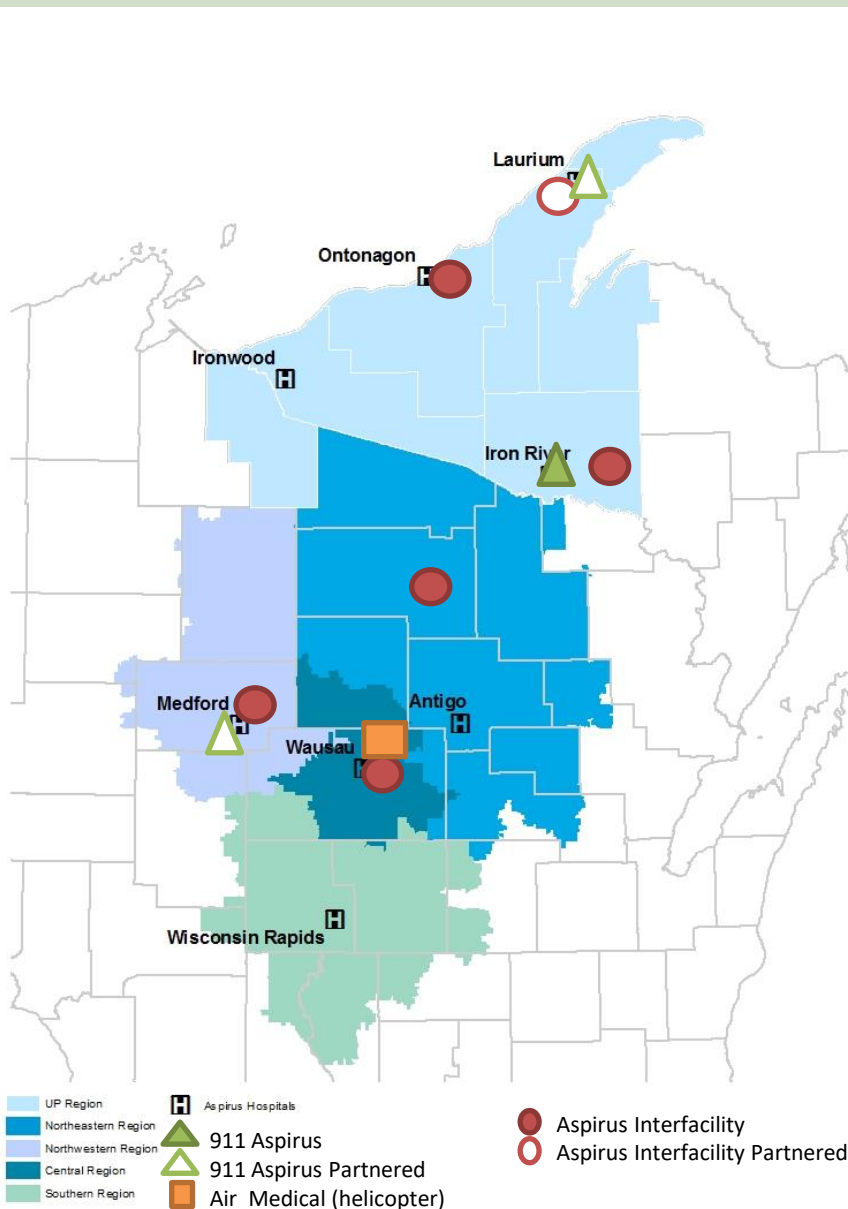 Laurium
Ontonagon
Ironwood
Iron River
Medford
Antigo
Wausau
Wisconsin Rapids
UP Region
Northeastern Region
Northwestern Region
Central Region
Southern Region
H Aspirus Hospitals
911 Aspirus
911 Aspirus Partnered
Air Medical (helicopter)
Aspirus Interfacility
Aspirus Interfacility Partnered